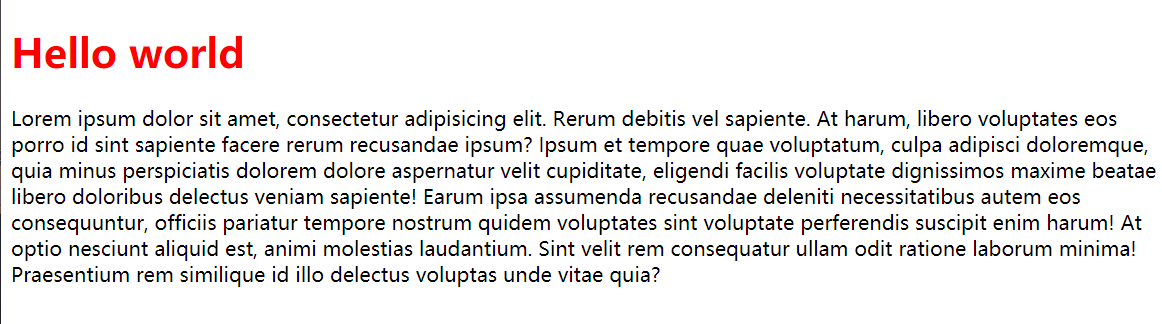 Hello world
Lorem ipsum dolor sit amet, consectetur adipisicing elit. Rerum debitis vel sapiente. At harum, libero voluptates eos
porro id sint sapiente facere rerum recusandae ipsum? Ipsum et tempore quae voluptatum, culpa adipisci doloremque,
quia minus perspiciatis dolorem dolore aspernatur velit cupiditate, eligendi facilis voluptate dignissimos maxime beatae
libero doloribus delectus veniam sapiente! Earum ipsa assumenda recusandae deleniti necessitatibus autem eos
consequuntur, officiis pariatur tempore nostrum quidem voluptates sint voluptate perferendis suscipit enim harum! At
optio nesciunt aliquid est, animi molestias laudantium. Sint velit rem consequatur ullam odit ratione laborum minima!
Praesentium rem similique id illo delectus voluptas unde vitae quia?